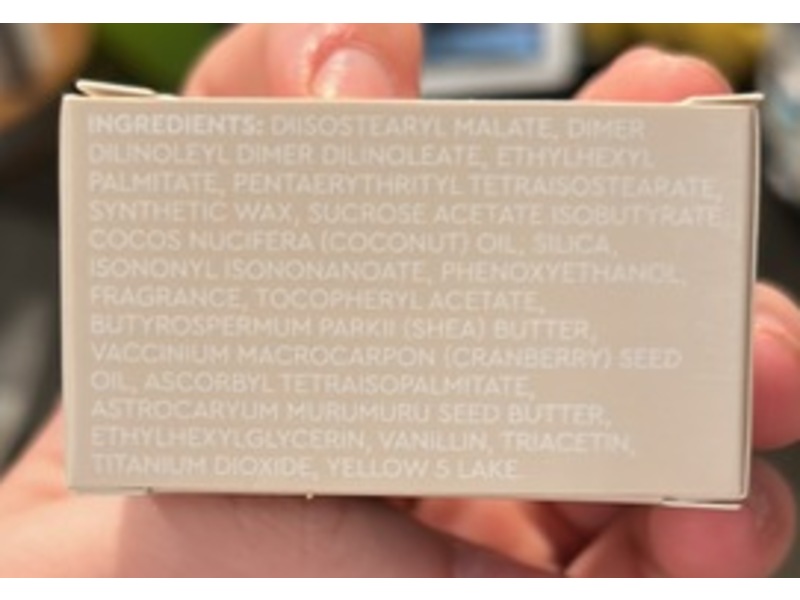 INGREDIENTS: DIISOSTEARYL MALATE, DIMER
DILINOLEYL DIMER DILINOLEATE, ETHYLHEXYL
PALMITATE, PENTAERYTHRITYL TETRAISOSTEARATE,
SYNTHETIC WAX, SUCROSE ACETATE ISOBUTYRATE,
COCOS NUCIFERA (COCONUT) OIL, SILICA,
ISONONYL ISONONANOATE, PHENOXYETHANOL,
FRAGRANCE, TOCOPHERYL ACETATE,
BUTYROSPERMUM PARKII (SHEA) BUTTER,
VACCINIUM MACROCARPON (CRANBERRY) SEED
OIL, ASCORBYL TETRAISOPALMITATE,
ASTROCARYUM MURUMURU SEED BUTTER,
ETHYLHEXYLGLYCERIN, VANILLIN, TRIACETIN,
TITANIUM DIOXIDE, YELLOW 5 LAKE